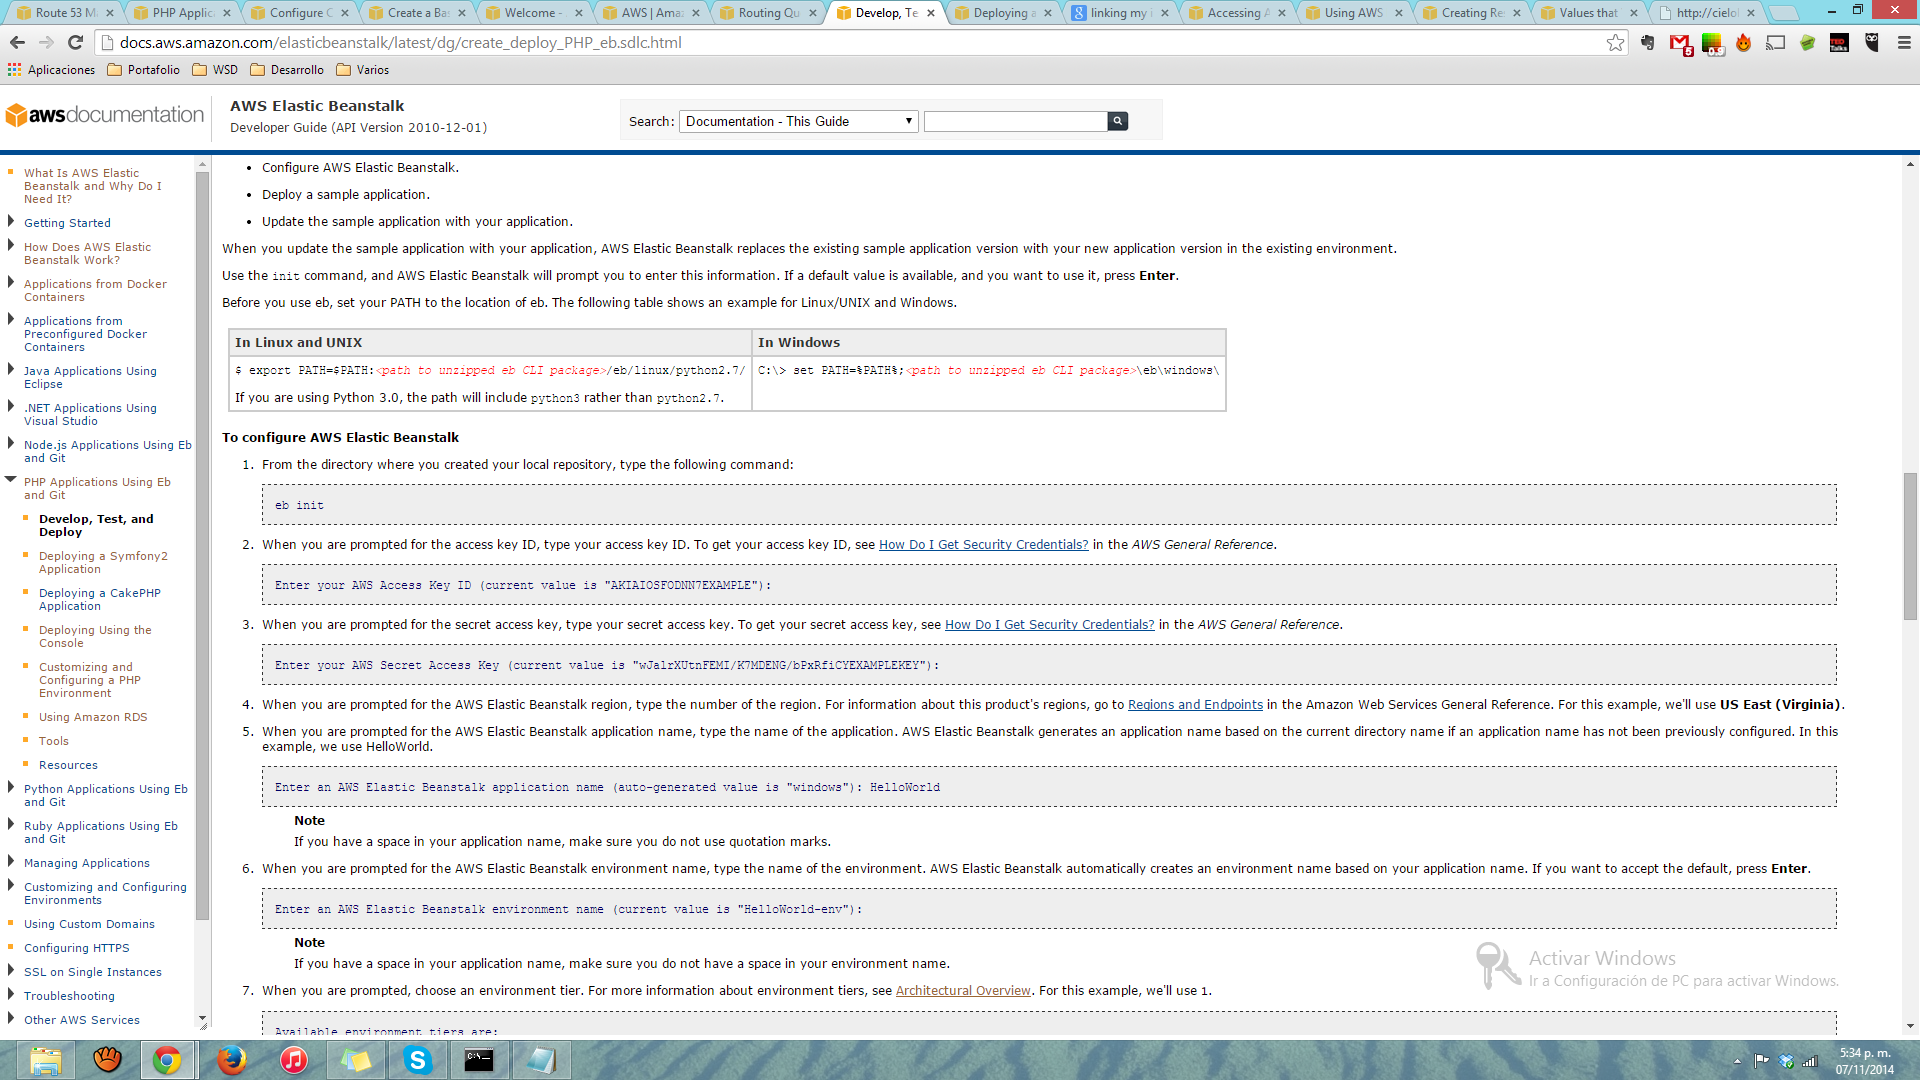 Route 53 M
PHP Applic
Configure C
Create a Ba
Welcome -
AWS | Ama
Routing Qu
Develop, Te
Deploying a
linking my i
Accessing A
Using AWS
Creating Re
Values that
http://cielo
docs.aws.amazon.com/elasticbeanstalk/latest/dg/create_deploy_PHP_eb.sdlc.html
Aplicaciones
Portafolio
WSD
Desarrollo
Varios
awsdocumentation
AWS Elastic Beanstalk
Developer Guide (API Version 2010-12-01)
Search:
Documentation - This Guide
What Is AWS Elastic
Beanstalk and Why Do I
Need It?
Getting Started
How Does AWS Elastic
Beanstalk Work?
Applications from Docker
Containers
Applications from
Preconfigured Docker
Containers
Java Applications Using
Eclipse
.NET Applications Using
Visual Studio
Node.js Applications Using Eb
and Git
PHP Applications Using Eb
and Git
Develop, Test, and
Deploy
Deploying a Symfony2
Application
Deploying a CakePHP
Application
Deploying Using the
Console
Customizing and
Configuring a PHP
Environment
Using Amazon RDS
Tools
Resources
Python Applications Using Eb
and Git
Ruby Applications Using Eb
and Git
Managing Applications
Customizing and Configuring
Environments
Using Custom Domains
Configuring HTTPS
SSL on Single Instances
Troubleshooting
Other AWS Services
• Configure AWS Elastic Beanstalk.
• Deploy a sample application.
• Update the sample application with your application.
When you update the sample application with your application, AWS Elastic Beanstalk replaces the existing sample application version with your new application version in the existing environment.
Use the init command, and AWS Elastic Beanstalk will prompt you to enter this information. If a default value is available, and you want to use it, press Enter.
Before you use eb, set your PATH to the location of eb. The following table shows an example for Linux/UNIX and Windows.
In Linux and UNIX
In Windows
$ export PATH=$PATH:<path to unzipped eb CLI package>/eb/linux/python2.7/
C:\> set PATH=%PATH%;<path to unzipped eb CLI package>\eb\windows\
If you are using Python 3.0, the path will include python3 rather than python2.7.
To configure AWS Elastic Beanstalk
1. From the directory where you created your local repository, type the following command:
eb init
2. When you are prompted for the access key ID, type your access key ID. To get your access key ID, see How Do I Get Security Credentials? in the AWS General Reference.
Enter your AWS Access Key ID (current value is "AKIAIOSFODNN7EXAMPLE"):
3. When you are prompted for the secret access key, type your secret access key. To get your secret access key, see How Do I Get Security Credentials? in the AWS General Reference.
Enter your AWS Secret Access Key (current value is "wJalrXUtnFEMI/K7MDENG/bPxRfiCYEXAMPLEKEY"):
4. When you are prompted for the AWS Elastic Beanstalk region, type the number of the region. For information about this product's regions, go to Regions and Endpoints in the Amazon Web Services General Reference. For this example, we'll use US East (Virginia).
5. When you are prompted for the AWS Elastic Beanstalk application name, type the name of the application. AWS Elastic Beanstalk generates an application name based on the current directory name if an application name has not been previously configured. In this
example, we use HelloWorld.
Enter an AWS Elastic Beanstalk application name (auto-generated value is "windows"): HelloWorld
Note
If you have a space in your application name, make sure you do not use quotation marks.
6. When you are prompted for the AWS Elastic Beanstalk environment name, type the name of the environment. AWS Elastic Beanstalk automatically creates an environment name based on your application name. If you want to accept the default, press Enter.
Enter an AWS Elastic Beanstalk environment name (current value is "HelloWorld-env"):
Note
If you have a space in your application name, make sure you do not have a space in your environment name.
7. When you are prompted, choose an environment tier. For more information about environment tiers, see Architectural Overview. For this example, we'll use 1.
Available environment tiers are:
Activar Windows
Ir a Configuración de PC para activar Windows.
5:34 p. m.
07/11/2014